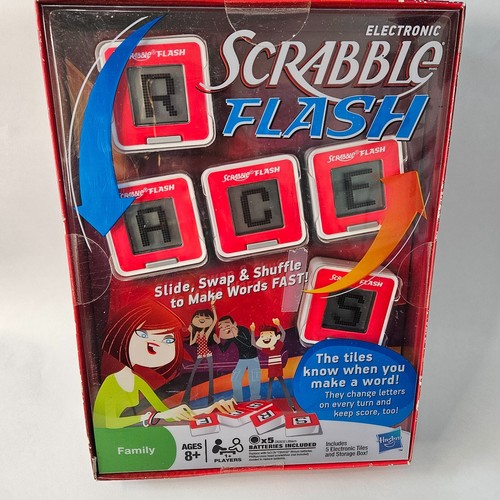 ELECTRONIC
SCRABBLE
FLASH
SCRABBLE FLASH
R
SCRABBLE FLASH
A
SCRABBLE FLASH
C
SCRABBLE FLASH
E
SCRABBLE FLASH
S
Slide, Swap & Shuffle
to Make Words FAST!
The tiles
know when you
make a word!
They change letters
on every turn and
keep score, too!
Family
AGES
8+
1+
PLAYERS
x5
BATTERIES INCLUDED
Includes
5 Electronic Tiles
and Storage Box!
Hasbro